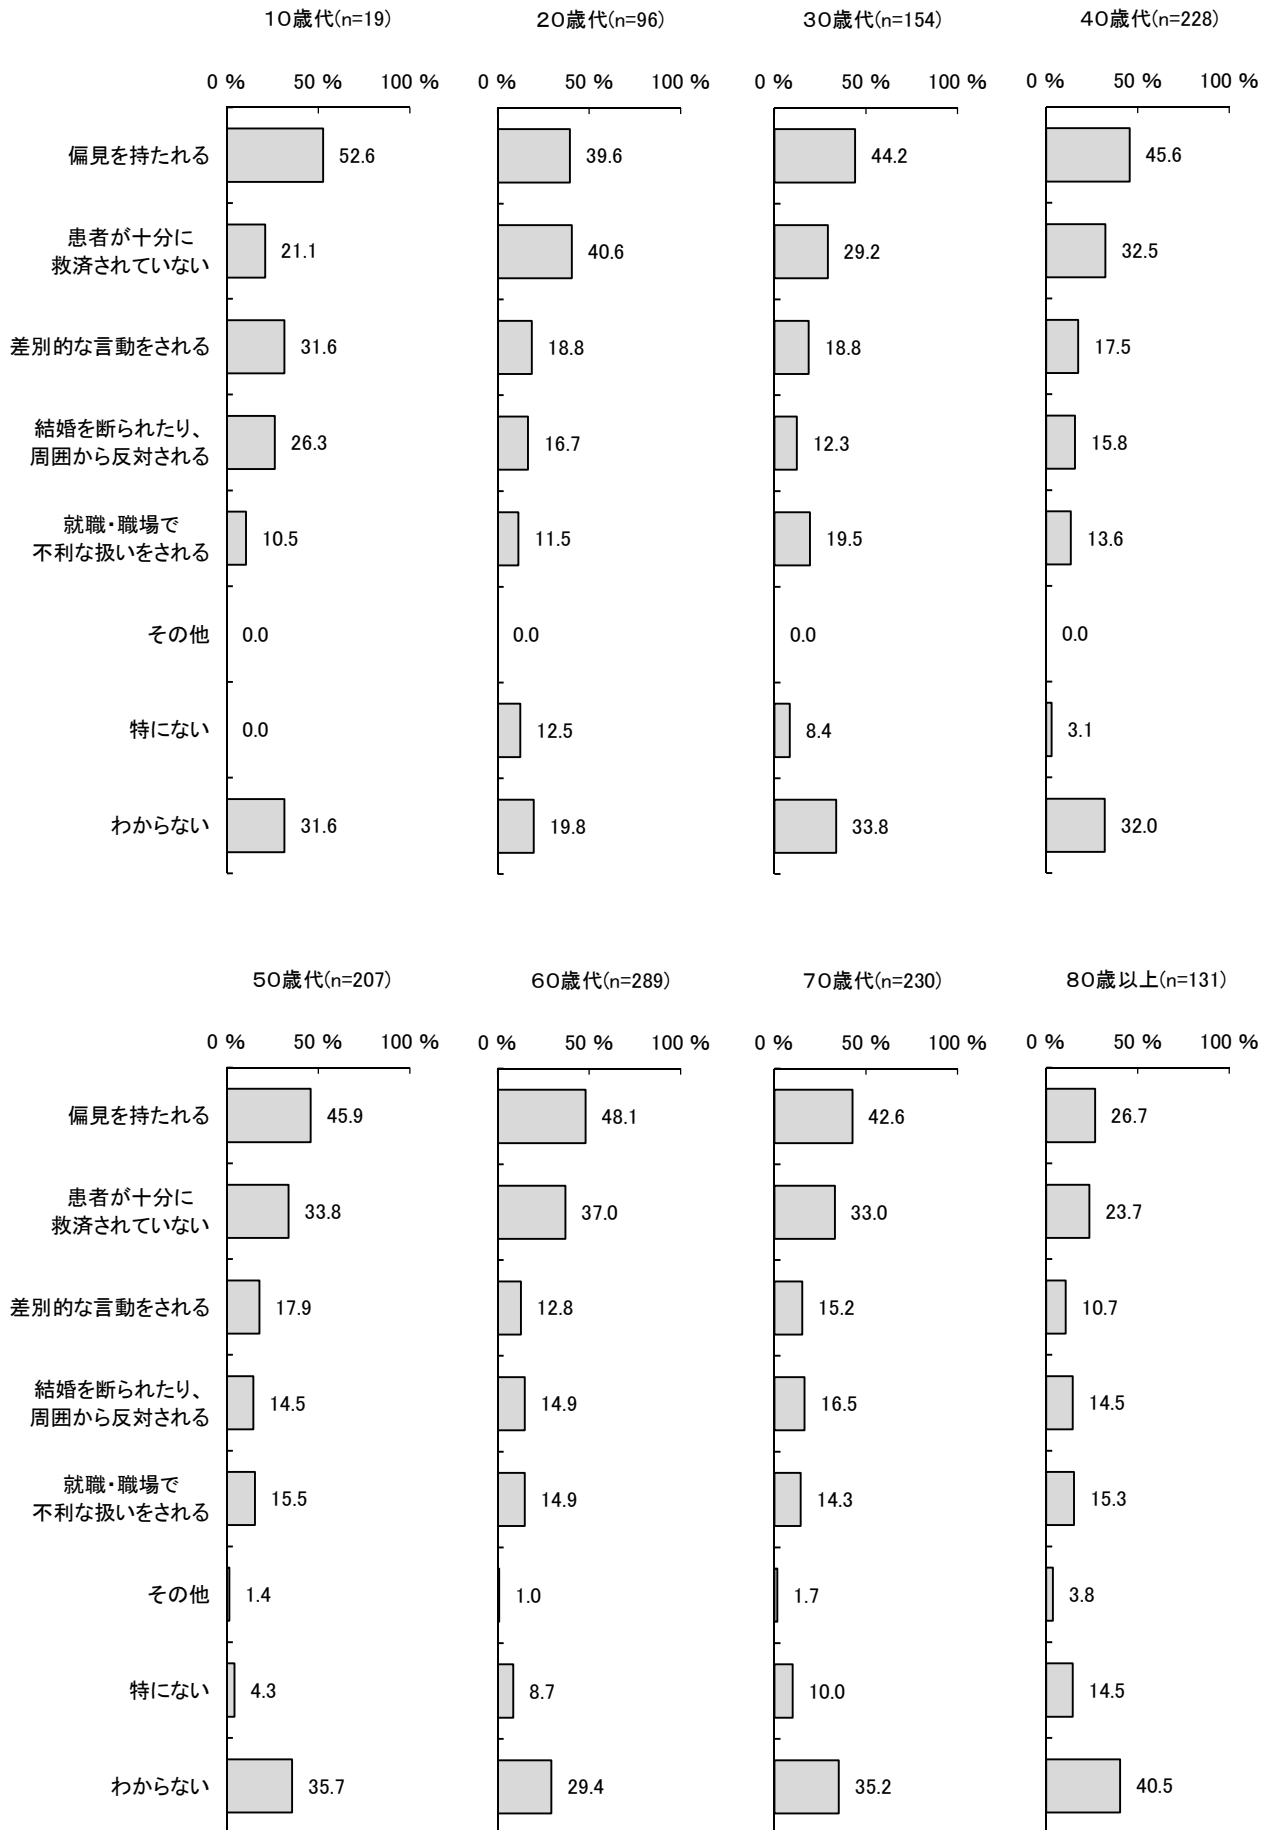 10歳代(n=19) 20歳代(n=96) 30歳代(n=154) 40歳代(n=228)
0 % 50 % 100 % 0 % 50 % 100 % 0 % 50 % 100 % 0 % 50 % 100 %
偏見を持たれる 52.6 39.6 44.2 45.6
患者が十分に
救済されていない 21.1 40.6 29.2 32.5
差別的な言動をされる 31.6 18.8 18.8 17.5
結婚を断られたり、
周囲から反対される 26.3 16.7 12.3 15.8
就職・職場で
不利な扱いをされる 10.5 11.5 19.5 13.6
その他 0.0 0.0 0.0 0.0
特にない 0.0 12.5 8.4 3.1
わからない 31.6 19.8 33.8 32.0
50歳代(n=207) 60歳代(n=289) 70歳代(n=230) 80歳以上(n=131)
0 % 50 % 100 % 0 % 50 % 100 % 0 % 50 % 100 % 0 % 50 % 100 %
偏見を持たれる 45.9 48.1 42.6 26.7
患者が十分に
救済されていない 33.8 37.0 33.0 23.7
差別的な言動をされる 17.9 12.8 15.2 10.7
結婚を断られたり、
周囲から反対される 14.5 14.9 16.5 14.5
就職・職場で
不利な扱いをされる 15.5 14.9 14.3 15.3
その他 1.4 1.0 1.7 3.8
特にない 4.3 8.7 10.0 14.5
わからない 35.7 29.4 35.2 40.5